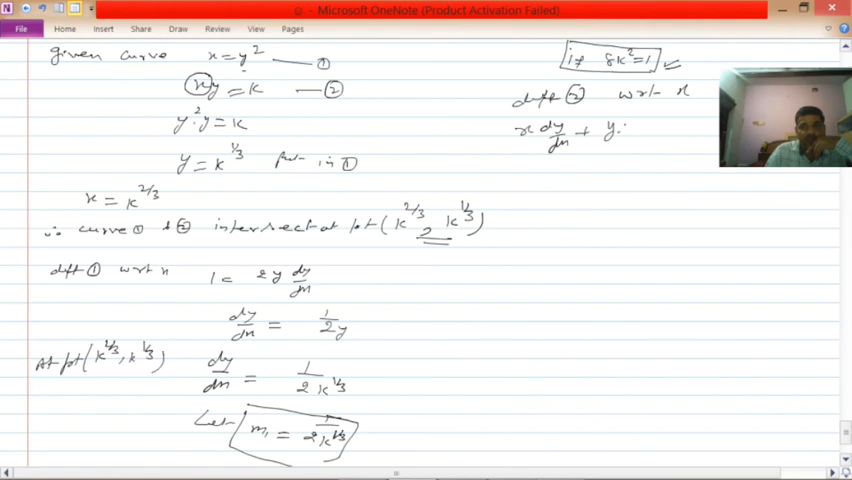 Microsoft OneNote (Product Activation Failed)
File Home Insert Share Draw Review View Pages
given curve x = y² — ①
xy = k — ②
y²·y = k
y = k^{1/3} put in ①
x = k^{2/3}
∴ curve ① & ② intersect at pt (k^{2/3}, k^{1/3})
diff ① wrt x 1 = 2y dy/dx
dy/dx = 1/2y
At pt (k^{2/3}, k^{1/3}) dy/dx = 1/2k^{1/3}
Let m₁ = 1/2k^{1/3}
if 8k² = 1
diff ② wrt x
x dy/dx + y·